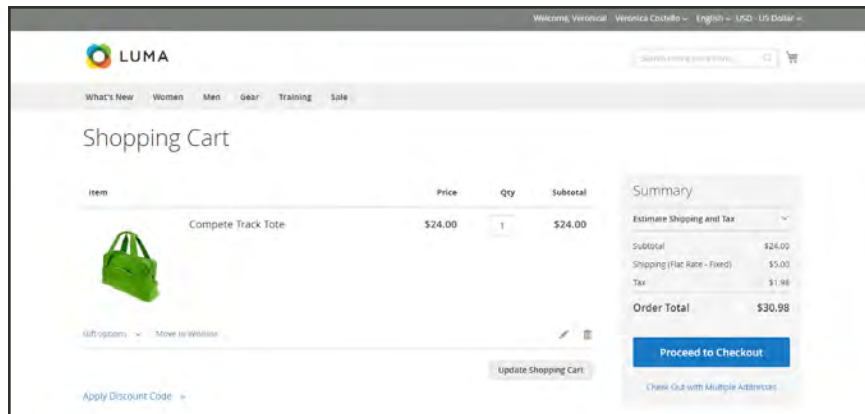 Welcome, Veronica! Veronica Costello English USD - US Dollar
LUMA
What's New Women Men Gear Training Sale
Shopping Cart
Item Price Qty Subtotal
Compete Track Tote $24.00 1 $24.00
Gift options Move to Wishlist
Update Shopping Cart
Apply Discount Code
Summary
Estimate Shipping and Tax
Subtotal $24.00
Shipping (Flat Rate - Fixed) $5.00
Tax $1.98
Order Total $30.98
Proceed to Checkout
Check Out with Multiple Addresses